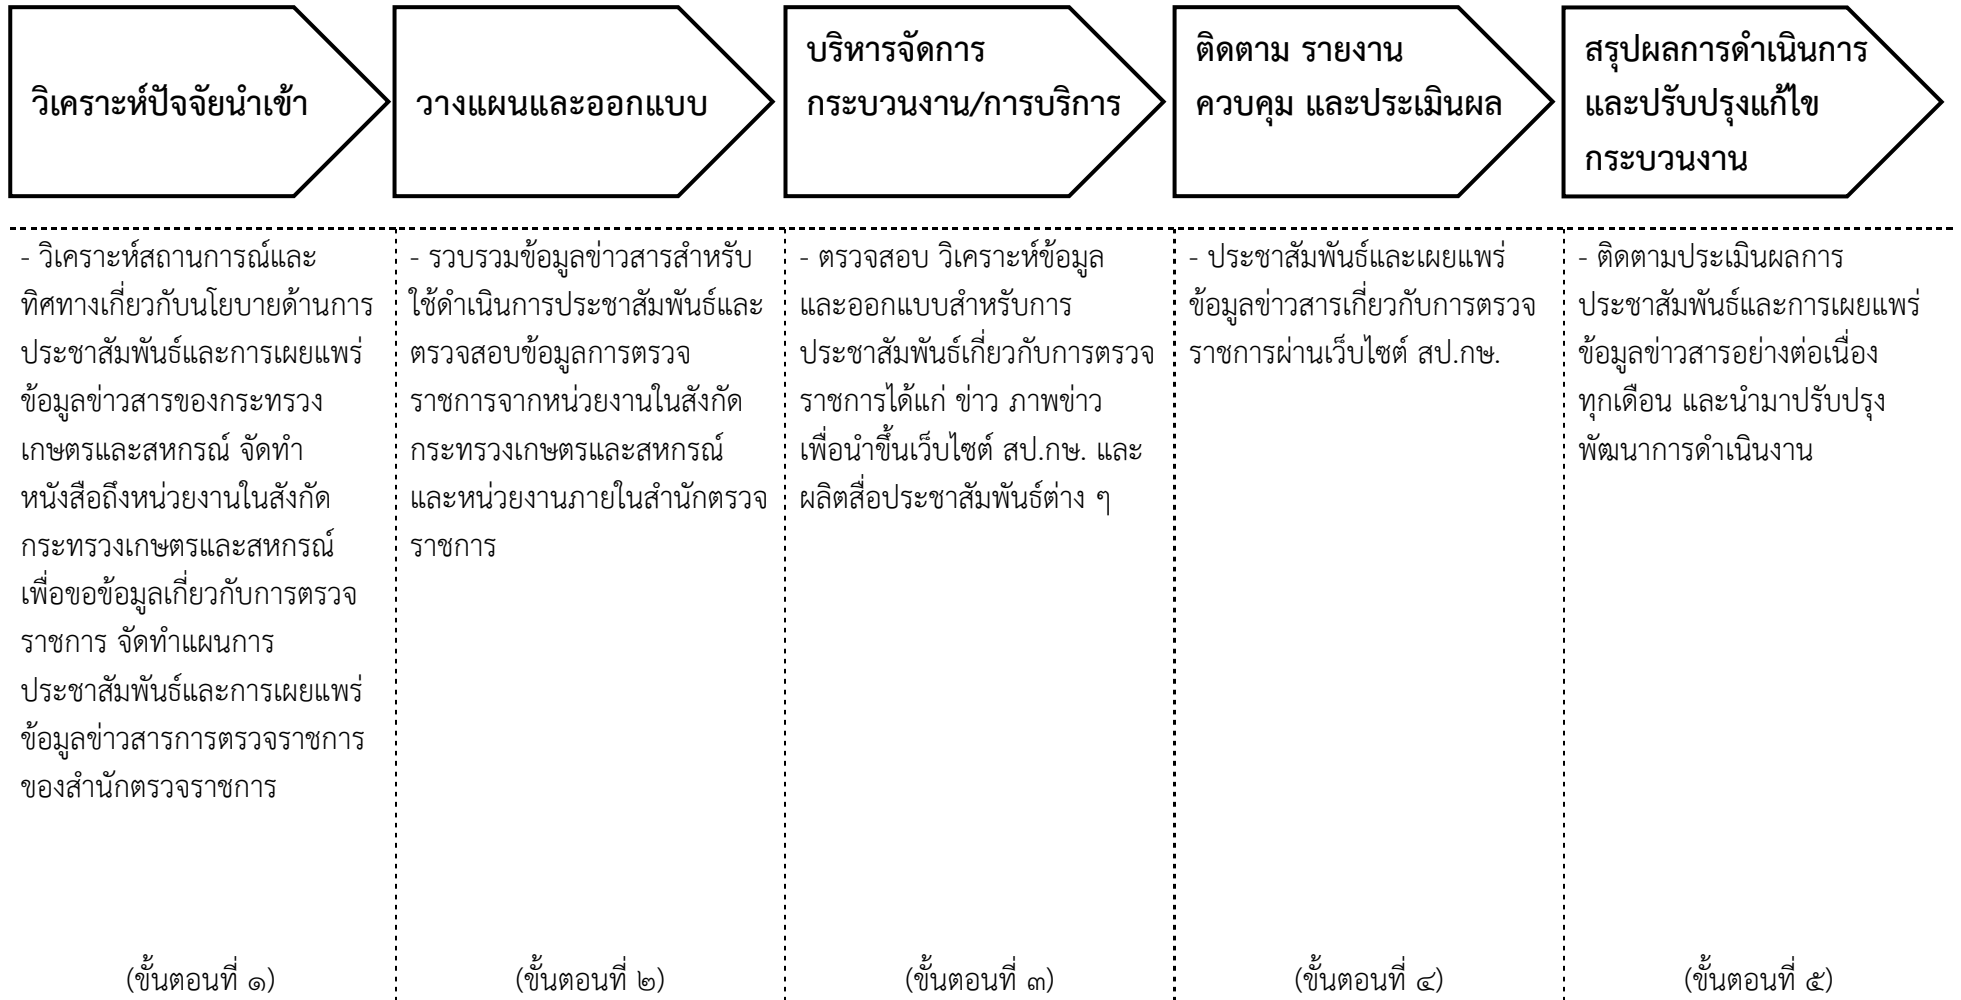 วิเคราะห์ปัจจัยนำเข้า
วางแผนและออกแบบ
บริหารจัดการ
กระบวนงาน/การบริการ
ติดตาม รายงาน
ควบคุม และประเมินผล
สรุปผลการดำเนินการ
และปรับปรุงแก้ไข
กระบวนงาน
- วิเคราะห์สถานการณ์และ
ทิศทางเกี่ยวกับนโยบายด้านการ
ประชาสัมพันธ์และการเผยแพร่
ข้อมูลข่าวสารของกระทรวง
เกษตรและสหกรณ์ จัดทำ
หนังสือถึงหน่วยงานในสังกัด
กระทรวงเกษตรและสหกรณ์
เพื่อขอข้อมูลเกี่ยวกับการตรวจ
ราชการ จัดทำแผนการ
ประชาสัมพันธ์และการเผยแพร่
ข้อมูลข่าวสารการตรวจราชการ
ของสำนักตรวจราชการ
(ขั้นตอนที่ ๑)
- รวบรวมข้อมูลข่าวสารสำหรับ
ใช้ดำเนินการประชาสัมพันธ์และ
ตรวจสอบข้อมูลการตรวจ
ราชการจากหน่วยงานในสังกัด
กระทรวงเกษตรและสหกรณ์
และหน่วยงานภายในสำนักตรวจ
ราชการ
(ขั้นตอนที่ ๒)
- ตรวจสอบ วิเคราะห์ข้อมูล
และออกแบบสำหรับการ
ประชาสัมพันธ์เกี่ยวกับการตรวจ
ราชการได้แก่ ข่าว ภาพข่าว
เพื่อนำขึ้นเว็บไซต์ สป.กษ. และ
ผลิตสื่อประชาสัมพันธ์ต่าง ๆ
(ขั้นตอนที่ ๓)
- ประชาสัมพันธ์และเผยแพร่
ข้อมูลข่าวสารเกี่ยวกับการตรวจ
ราชการผ่านเว็บไซต์ สป.กษ.
(ขั้นตอนที่ ๔)
- ติดตามประเมินผลการ
ประชาสัมพันธ์และการเผยแพร่
ข้อมูลข่าวสารอย่างต่อเนื่อง
ทุกเดือน และนำมาปรับปรุง
พัฒนาการดำเนินงาน
(ขั้นตอนที่ ๕)